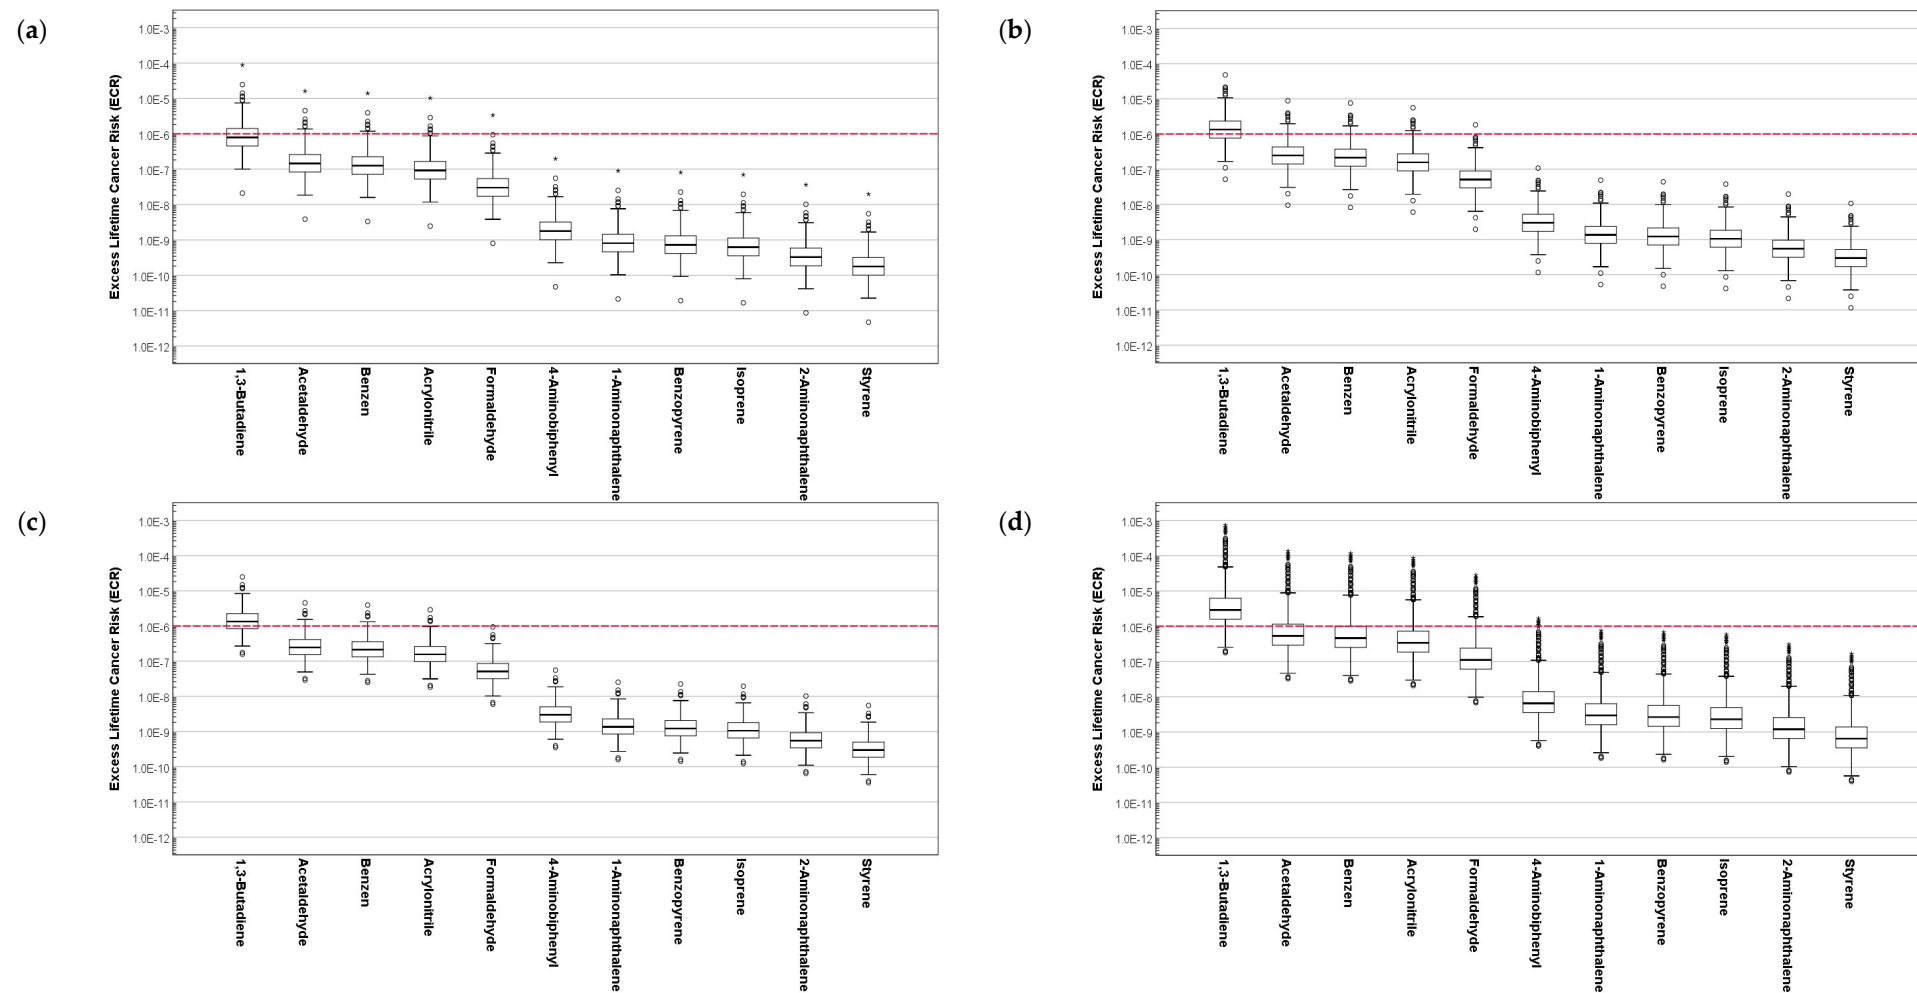 (a)
Excess Lifetime Cancer Risk (ECR)
1.0E-3
1.0E-4
1.0E-5
1.0E-6
1.0E-7
1.0E-8
1.0E-9
1.0E-10
1.0E-11
1.0E-12
1,3-Butadiene
Acetaldehyde
Benzen
Acrylonitrile
Formaldehyde
4-Aminobiphenyl
1-Aminonaphthalene
Benzopyrene
Isoprene
2-Aminonaphthalene
Styrene
(b)
Excess Lifetime Cancer Risk (ECR)
1.0E-3
1.0E-4
1.0E-5
1.0E-6
1.0E-7
1.0E-8
1.0E-9
1.0E-10
1.0E-11
1.0E-12
1,3-Butadiene
Acetaldehyde
Benzen
Acrylonitrile
Formaldehyde
4-Aminobiphenyl
1-Aminonaphthalene
Benzopyrene
Isoprene
2-Aminonaphthalene
Styrene
(c)
Excess Lifetime Cancer Risk (ECR)
1.0E-3
1.0E-4
1.0E-5
1.0E-6
1.0E-7
1.0E-8
1.0E-9
1.0E-10
1.0E-11
1.0E-12
1,3-Butadiene
Acetaldehyde
Benzen
Acrylonitrile
Formaldehyde
4-Aminobiphenyl
1-Aminonaphthalene
Benzopyrene
Isoprene
2-Aminonaphthalene
Styrene
(d)
Excess Lifetime Cancer Risk (ECR)
1.0E-3
1.0E-4
1.0E-5
1.0E-6
1.0E-7
1.0E-8
1.0E-9
1.0E-10
1.0E-11
1.0E-12
1,3-Butadiene
Acetaldehyde
Benzen
Acrylonitrile
Formaldehyde
4-Aminobiphenyl
1-Aminonaphthalene
Benzopyrene
Isoprene
2-Aminonaphthalene
Styrene